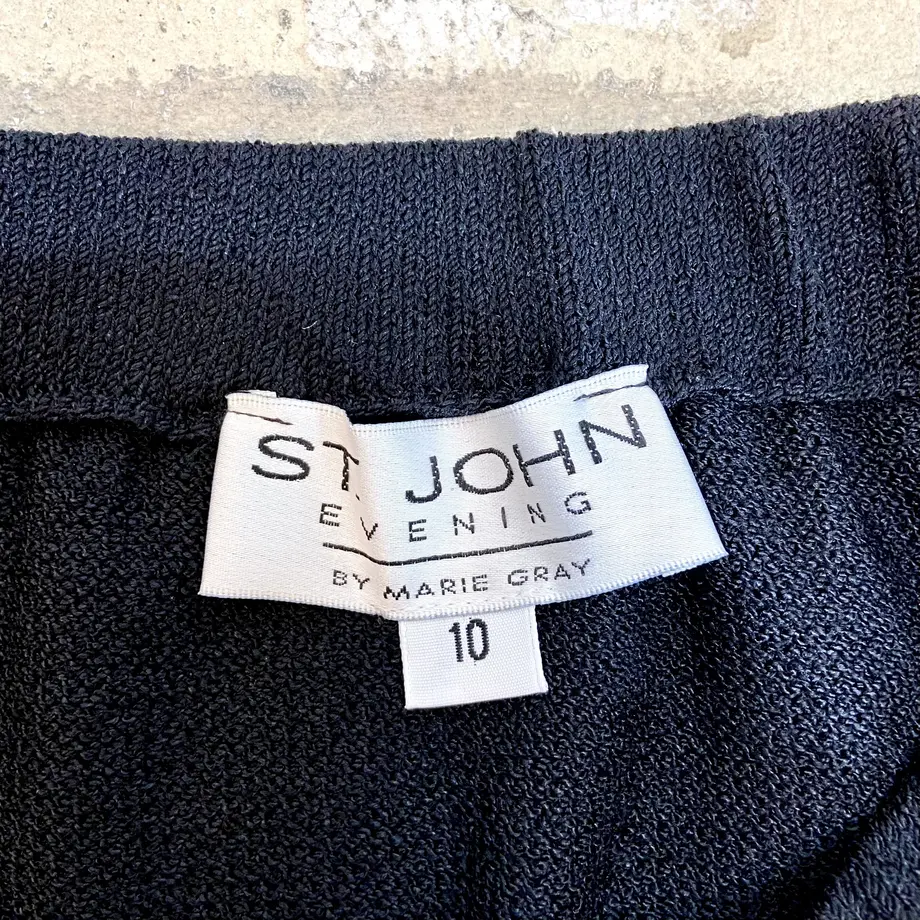 ST. JOHN
EVENING
BY MARIE GRAY
10